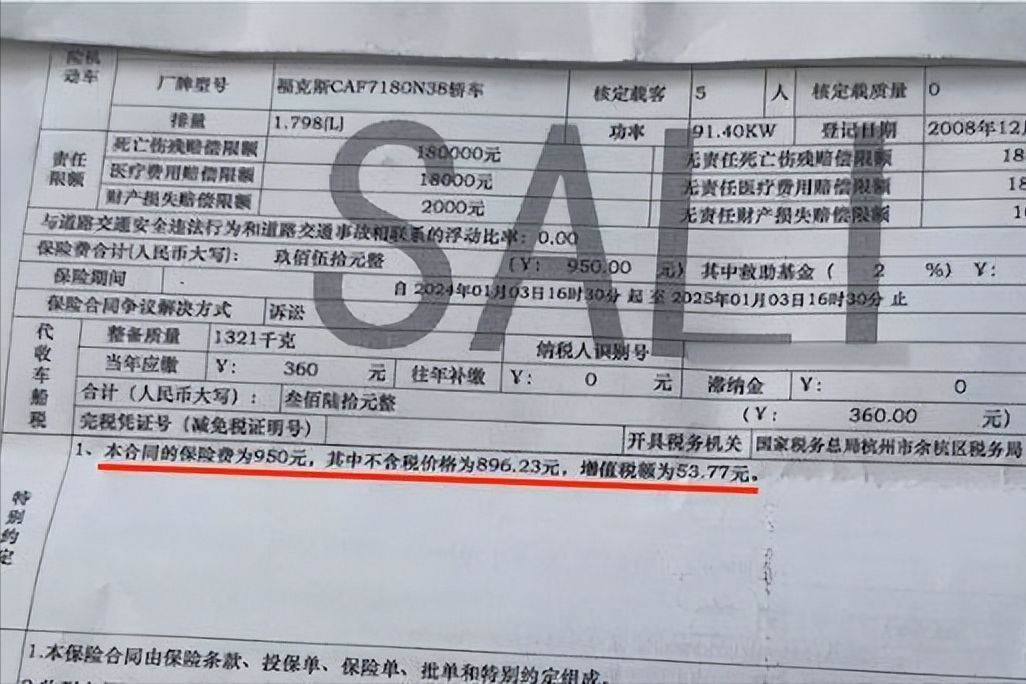 险机
动车
厂牌型号 福克斯CAF7180N38轿车 核定载客 5 人 核定载质量 0
排量 1.798[L] 功率 91.40KW 登记日期 2008年12
责任
限额
死亡伤残赔偿限额 180000元 无责任死亡伤残赔偿限额 18
医疗费用赔偿限额 18000元 无责任医疗费用赔偿限额 18
财产损失赔偿限额 2000元 无责任财产损失赔偿限额 1
与道路交通安全违法行为和道路交通事故相联系的浮动比率：0.00
保险费合计(人民币大写)： 玖佰伍拾元整 (￥： 950.00 元) 其中救助基金 ( 2 %) ￥：
保险期间 自 2024年01月03日16时30分 起 至 2025年01月03日16时30分 止
保险合同争议解决方式 诉讼
代收车船税
整备质量 1321千克 纳税人识别号
当年应缴 ￥： 360 元 往年补缴 ￥： 0 元 滞纳金 ￥： 0
合计 (人民币大写)： 叁佰陆拾元整 (￥： 360.00 元)
完税凭证号 (减免税证明号) 开具税务机关 国家税务总局杭州市余杭区税务局
特别约定
1、本合同的保险费为950元，其中不含税价格为896.23元，增值税额为53.77元。
1.本保险合同由保险条款、投保单、保险单、批单和特别约定组成。
SALI